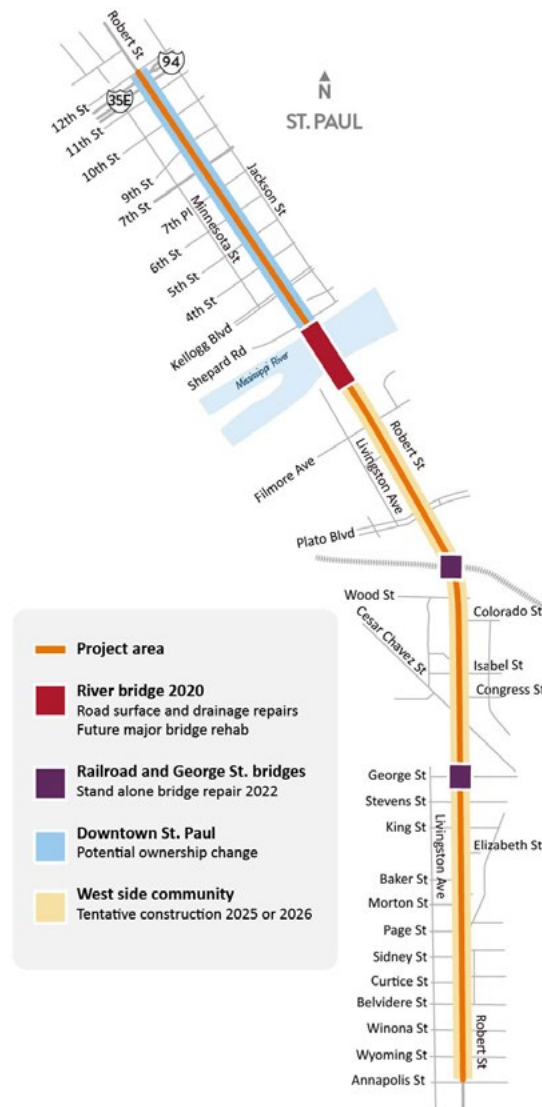 Robert St
94
35E
N
ST. PAUL
12th St
11th St
10th St
9th St
7th St
7th Pl
Minnesota St
Jackson St
6th St
5th St
4th St
Kellogg Blvd
Shepard Rd
Mississippi River
Robert St
Livingston Ave
Filmore Ave
Plato Blvd
Wood St
Colorado St
Cesar Chavez St
Isabel St
Congress St
George St
Stevens St
King St
Livingston Ave
Elizabeth St
Baker St
Morton St
Page St
Sidney St
Curtice St
Belvidere St
Winona St
Robert St
Wyoming St
Annapolis St
Project area
River bridge 2020
Road surface and drainage repairs
Future major bridge rehab
Railroad and George St. bridges
Stand alone bridge repair 2022
Downtown St. Paul
Potential ownership change
West side community
Tentative construction 2025 or 2026